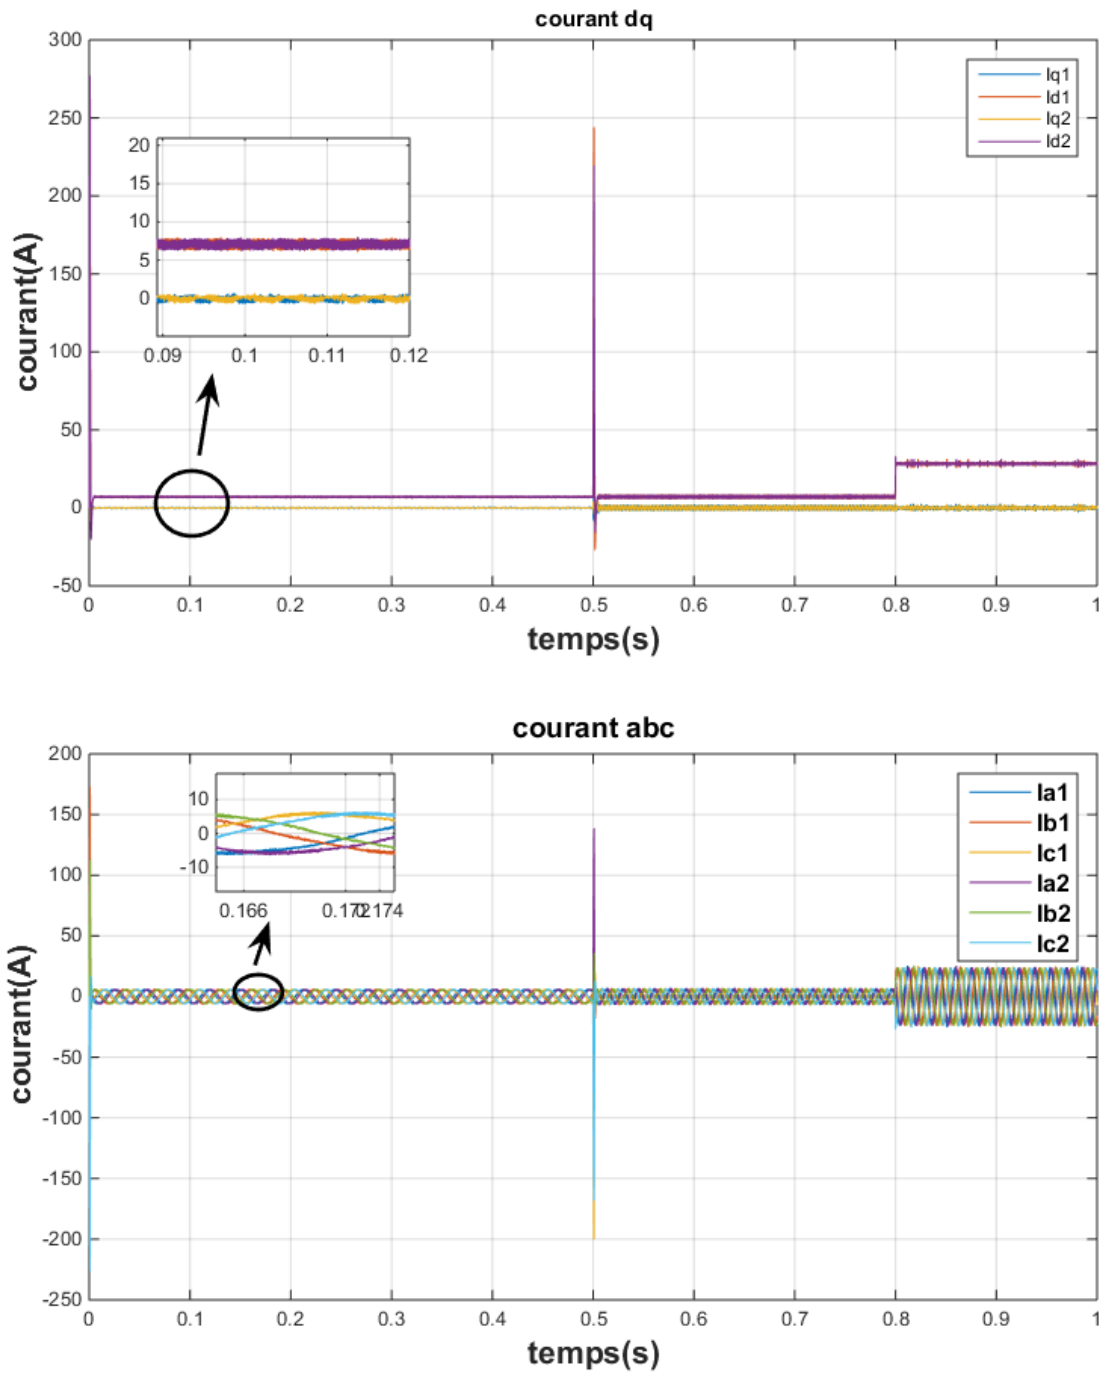 courant dq
300
250
200
150
100
50
0
-50
courant(A)
Iq1
Id1
Iq2
Id2
20
15
10
5
0
0.09 0.1 0.11 0.12
0 0.1 0.2 0.3 0.4 0.5 0.6 0.7 0.8 0.9 1
temps(s)
courant abc
200
150
100
50
0
-50
-100
-150
-200
-250
courant(A)
Ia1
Ib1
Ic1
Ia2
Ib2
Ic2
10
0
-10
0.166 0.172 0.174
0 0.1 0.2 0.3 0.4 0.5 0.6 0.7 0.8 0.9 1
temps(s)